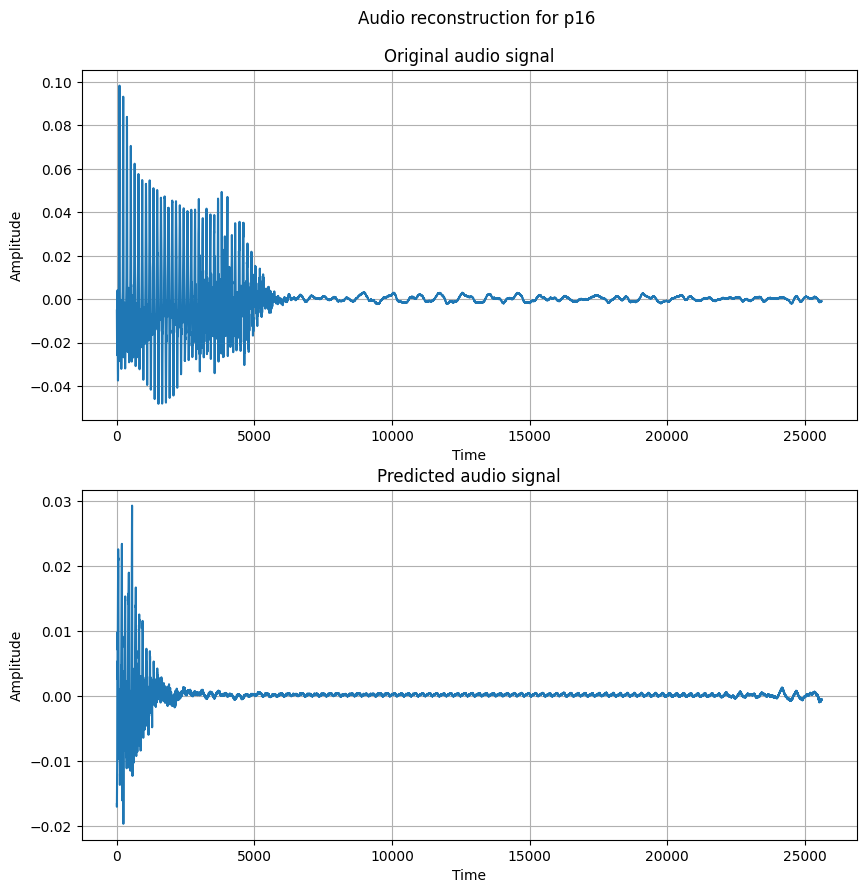 Audio reconstruction for p16
Original audio signal
0.10
0.08
0.06
0.04
0.02
0.00
−0.02
−0.04
Amplitude
0 5000 10000 15000 20000 25000
Time
Predicted audio signal
0.03
0.02
0.01
0.00
−0.01
−0.02
Amplitude
0 5000 10000 15000 20000 25000
Time